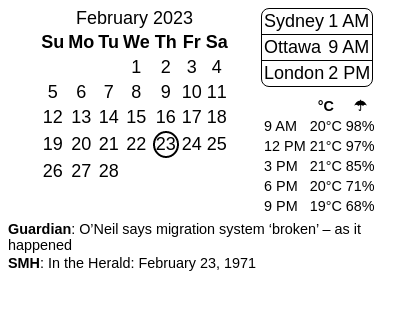 February 2023
Su Mo Tu We Th Fr Sa
1 2 3 4
5 6 7 8 9 10 11
12 13 14 15 16 17 18
19 20 21 22 23 24 25
26 27 28
Sydney 1 AM
Ottawa 9 AM
London 2 PM
°C ☂
9 AM 20°C 98%
12 PM 21°C 97%
3 PM 21°C 85%
6 PM 20°C 71%
9 PM 19°C 68%
Guardian: O’Neil says migration system ‘broken’ – as it
happened
SMH: In the Herald: February 23, 1971